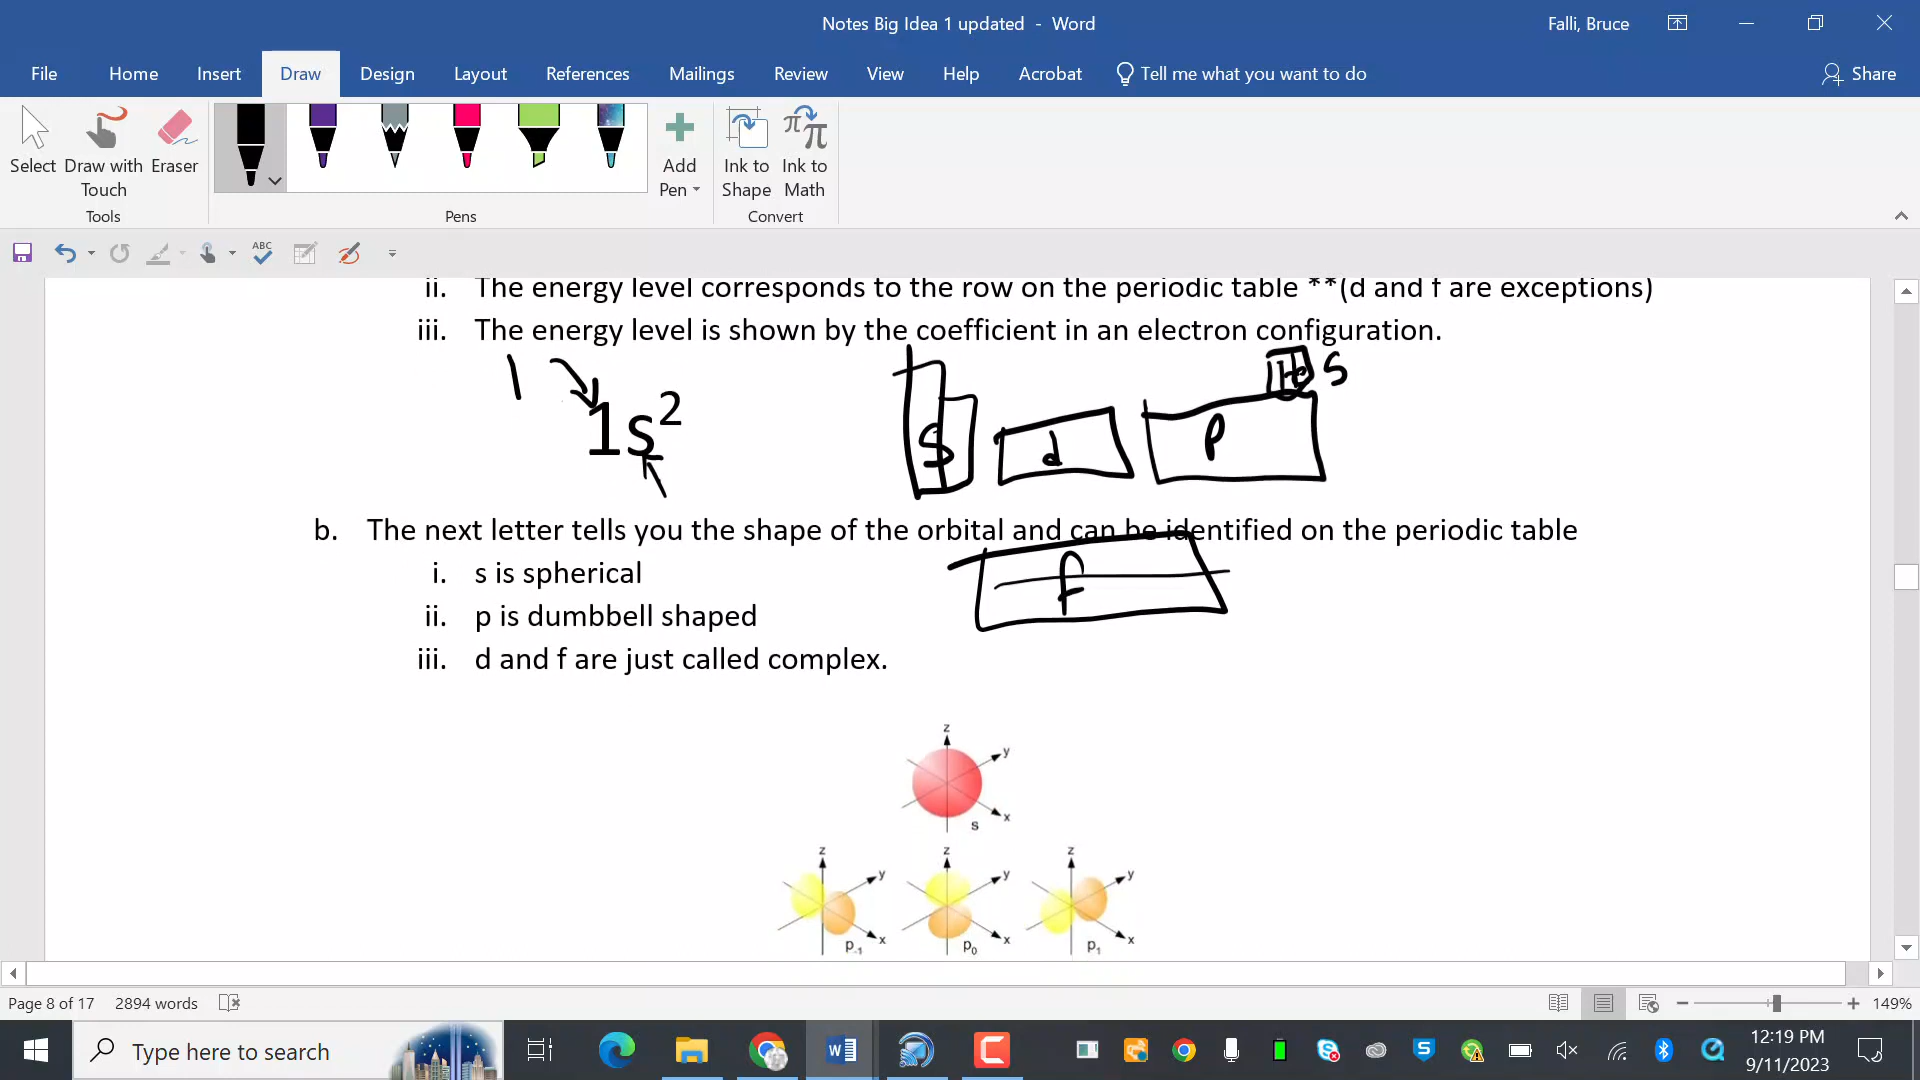 Notes Big Idea 1 updated - Word
Falli, Bruce
File Home Insert Draw Design Layout References Mailings Review View Help Acrobat Tell me what you want to do Share
Select Draw with Touch Eraser Add Pen Ink to Shape Ink to Math
Tools Pens Convert
ABC
ii. The energy level corresponds to the row on the periodic table **(d and f are exceptions)
iii. The energy level is shown by the coefficient in an electron configuration.
1
He s
1s²
s d p
b. The next letter tells you the shape of the orbital and can be identified on the periodic table
i. s is spherical
f
ii. p is dumbbell shaped
iii. d and f are just called complex.
z
y
x
s
z z z
y y y
x x x
p₋₁ p₀ p₁
Page 8 of 17 2894 words 149%
Type here to search
12:19 PM
9/11/2023